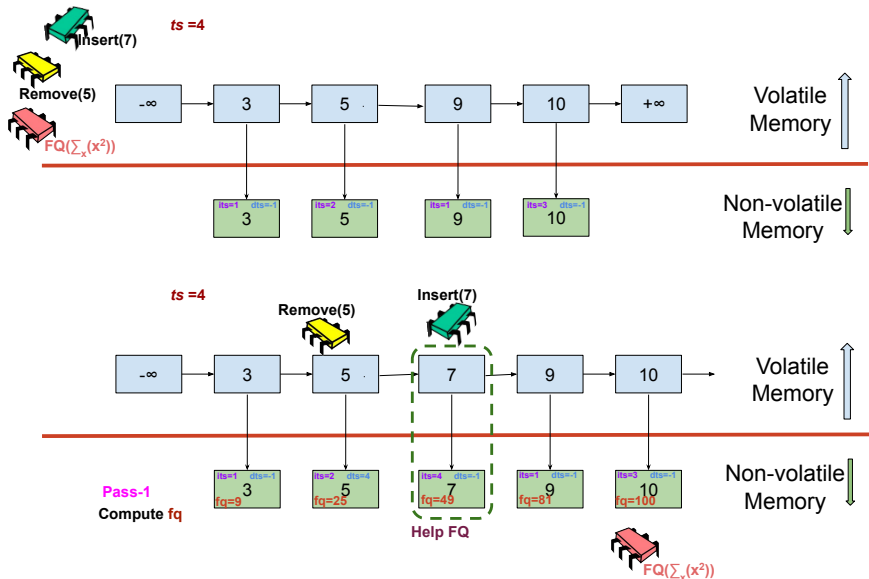 Insert(7)
ts =4
Remove(5)
FQ(∑ₓ(x²))
-∞ 3 5 9 10 +∞
Volatile
Memory
its=1 dts=-1 its=2 dts=-1 its=1 dts=-1 its=3 dts=-1
3 5 9 10
Non-volatile
Memory
ts =4
Remove(5) Insert(7)
-∞ 3 5 7 9 10
Volatile
Memory
its=1 dts=-1 its=2 dts=4 its=4 dts=-1 its=1 dts=-1 its=3 dts=-1
3 5 7 9 10
fq=9 fq=25 fq=49 fq=81 fq=100
Non-volatile
Memory
Pass-1
Compute fq
Help FQ
FQ(∑ₓ(x²))